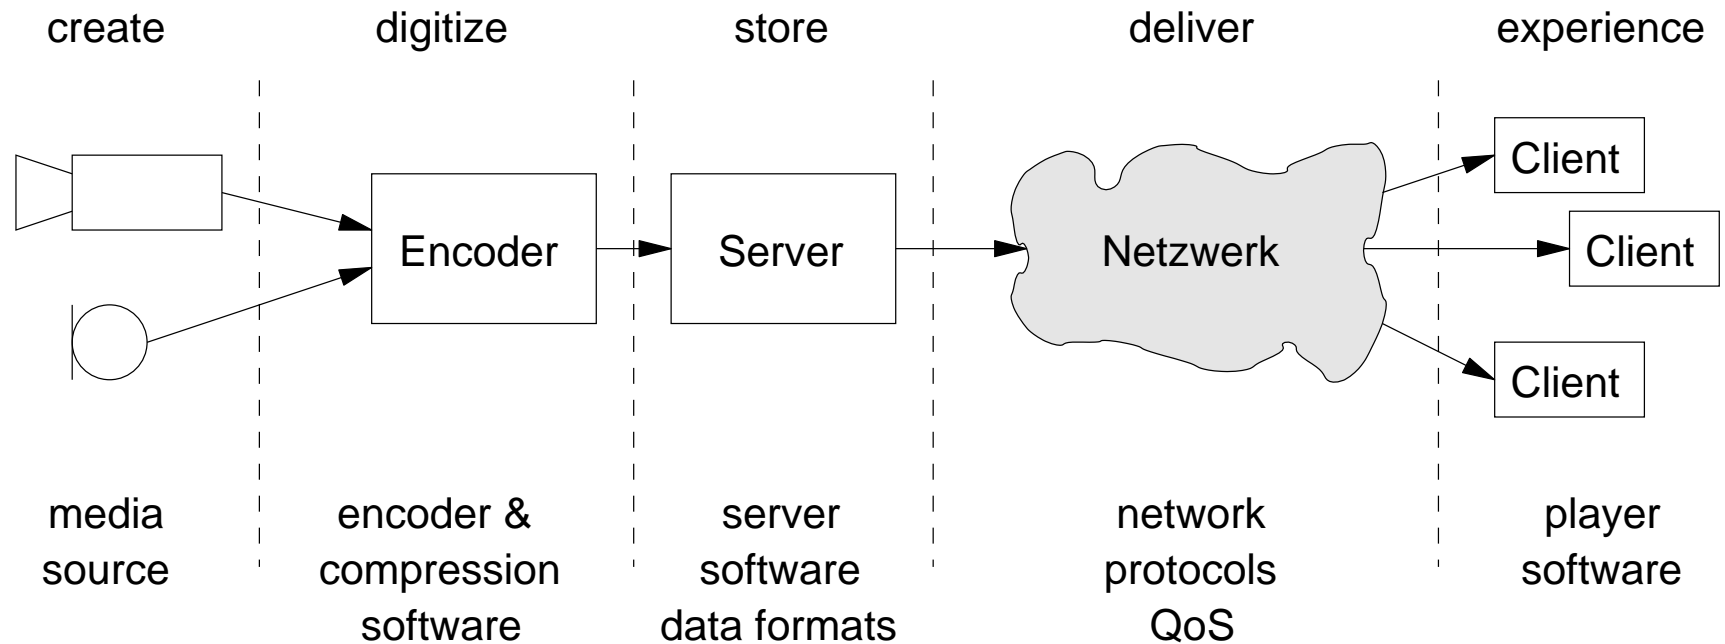 create
digitize
store
deliver
experience
Client
Encoder
Server
Netzwerk
Client
Client
media
source
encoder &
compression
software
server
software
data formats
network
protocols
QoS
player
software